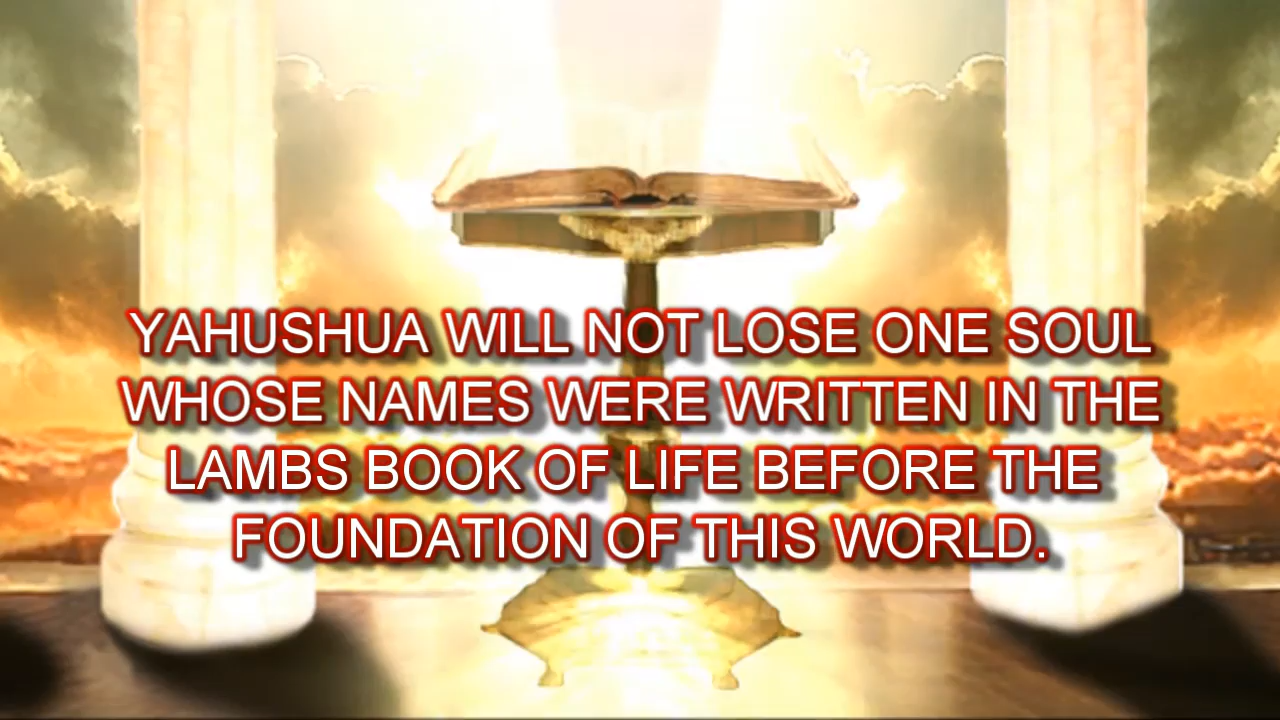 YAHUSHUA WILL NOT LOSE ONE SOUL
WHOSE NAMES WERE WRITTEN IN THE
LAMBS BOOK OF LIFE BEFORE THE
FOUNDATION OF THIS WORLD.